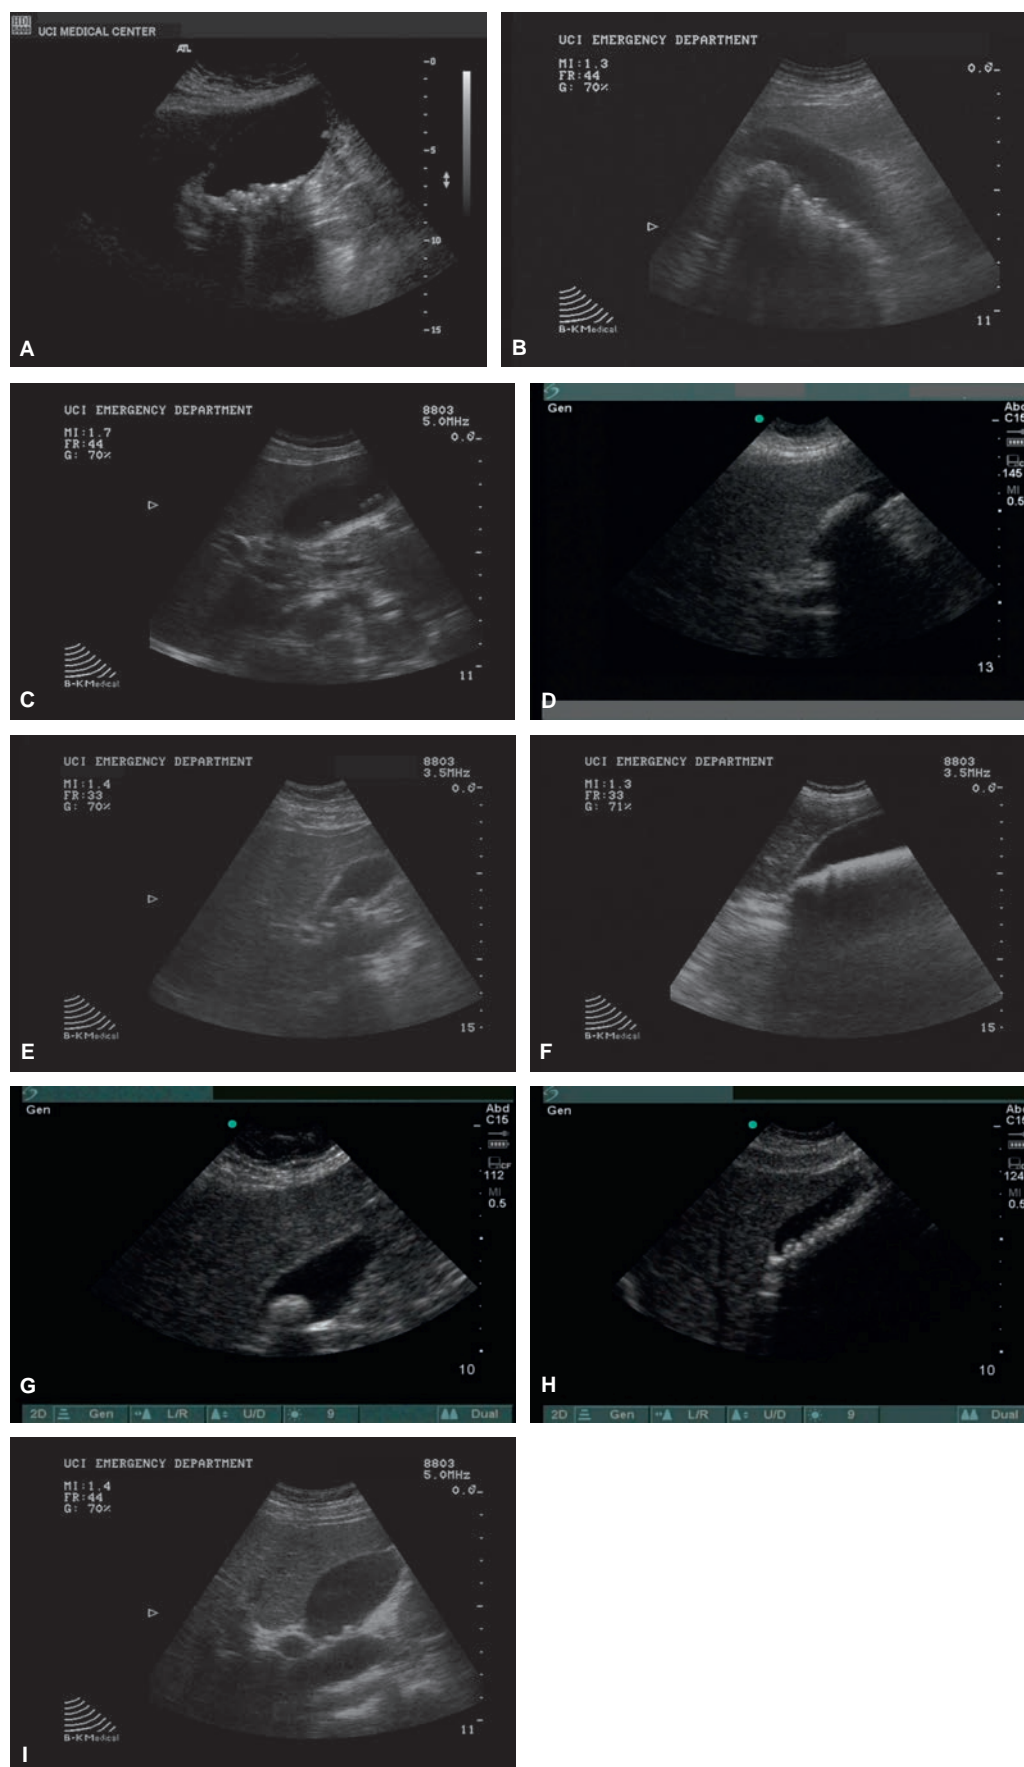 UCI MEDICAL CENTER
ATL
-0
-5
-10
-15
A
UCI EMERGENCY DEPARTMENT
MI:1.3
FR:44
G: 70%
0.0
11
B-KMedical
B
UCI EMERGENCY DEPARTMENT
8803
5.0MHz
MI:1.7
FR:44
G: 70%
0.0
11
B-KMedical
C
Gen
Abd
C15
145
MI
0.5
13
D
UCI EMERGENCY DEPARTMENT
8803
3.5MHz
MI:1.4
FR:33
G: 70%
0.0
15
B-KMedical
E
UCI EMERGENCY DEPARTMENT
8803
3.5MHz
MI:1.3
FR:33
G: 71%
0.0
15
B-KMedical
F
Gen
Abd
C15
112
MI
0.5
10
G
2D Gen L/R U/D 9 Dual
Gen
Abd
C15
124
MI
0.5
10
H
2D Gen L/R U/D 9 Dual
UCI EMERGENCY DEPARTMENT
8803
5.0MHz
MI:1.4
FR:44
G: 70%
0.0
11
B-KMedical
I